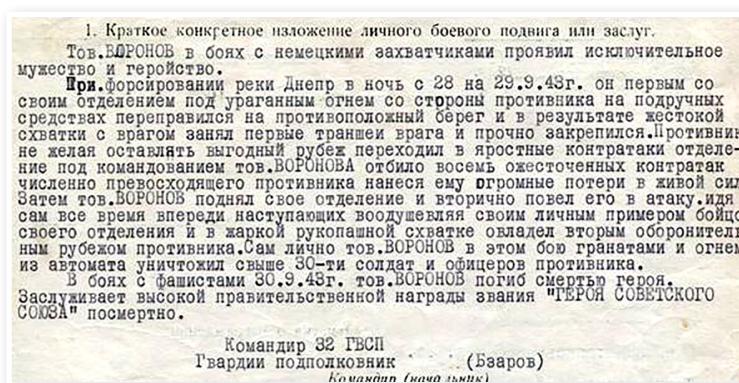 1. Краткое конкретное изложение личного боевого подвига или заслуг.
Тов.ВОРОНОВ в боях с немецкими захватчиками проявил исключительное
мужество и геройство.
При.форсировании реки Днепр в ночь с 28 на 29.9.43г. он первым со
своим отделением под ураганным огнем со стороны противника на подручных
средствах переправился на противоположный берег и в результате жестокой
схватки с врагом занял первые траншеи врага и прочно закрепился.Противник
не желая оставлять выгодный рубеж переходил в яростные контратаки отделе-
ние под командованием тов.ВОРОНОВА отбило восемь ожесточенных контратак
численно превосходящего противника нанеся ему огромные потери в живой сил
Затем тов.ВОРОНОВ поднял свое отделение и вторично повел его в атаку.идя
сам все время впереди наступающих воодушевляя своим личным примером бойцо
своего отделения и в жаркой рукопашной схватке овладел вторым оборонитель
ным рубежом противника.Сам лично тов.ВОРОНОВ в этом бою гранатами и огнем
из автомата уничтожил свыше 30-ти солдат и офицеров противника.
В боях с фашистами 30.9.43г. тов.ВОРОНОВ погиб смертью героя.
Заслуживает высокой правительственной награды звания "ГЕРОЯ СОВЕТСКОГО
СОЮЗА" посмертно.
Командир 32 ГВСП
Гвардии подполковник (Бзаров)
Командир (начальник)